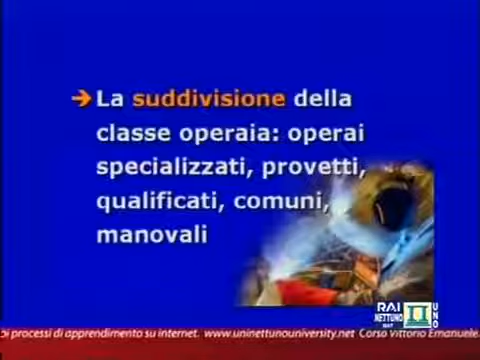 ➔ La suddivisione della
classe operaia: operai
specializzati, provetti,
qualificati, comuni,
manovali
RAI
NETTUNO
SAT
UNO
oi processi di apprendimento su internet. www.uninettunouniversity.net Corso Vittorio Emanuele